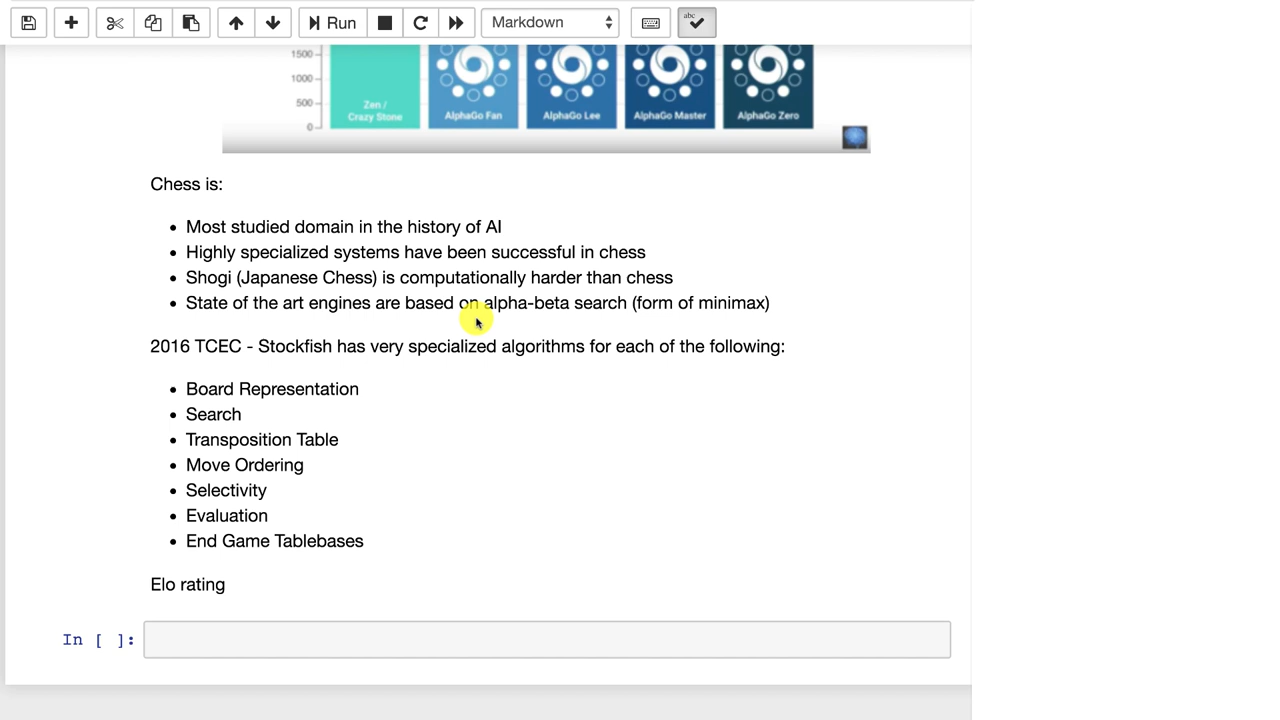 Run
Markdown
abc
1500
1000
500
0
Zen /
Crazy Stone
AlphaGo Fan
AlphaGo Lee
AlphaGo Master
AlphaGo Zero
Chess is:
• Most studied domain in the history of AI
• Highly specialized systems have been successful in chess
• Shogi (Japanese Chess) is computationally harder than chess
• State of the art engines are based on alpha-beta search (form of minimax)
2016 TCEC - Stockfish has very specialized algorithms for each of the following:
• Board Representation
• Search
• Transposition Table
• Move Ordering
• Selectivity
• Evaluation
• End Game Tablebases
Elo rating
In [ ]: